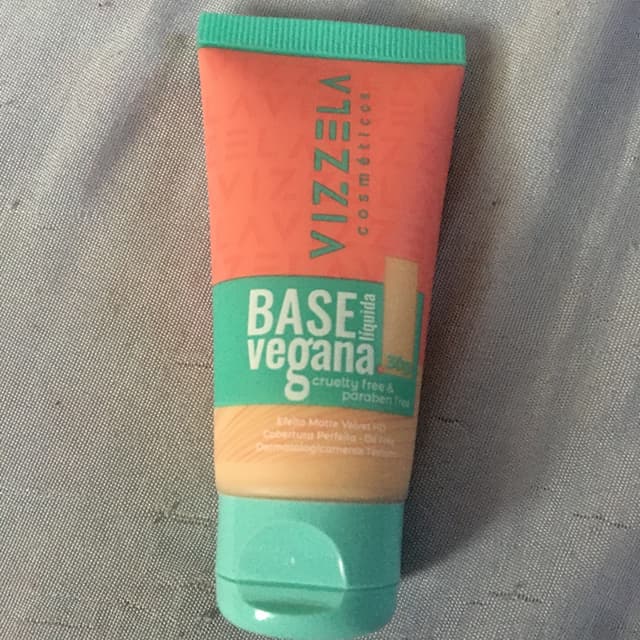 VIZZELA
cosméticos
BASE
líquida
vegana
cruelty free &
paraben free
Efeito Matte Velvet HD
Cobertura Perfeita - Oil Free
Dermatologicamente Testado